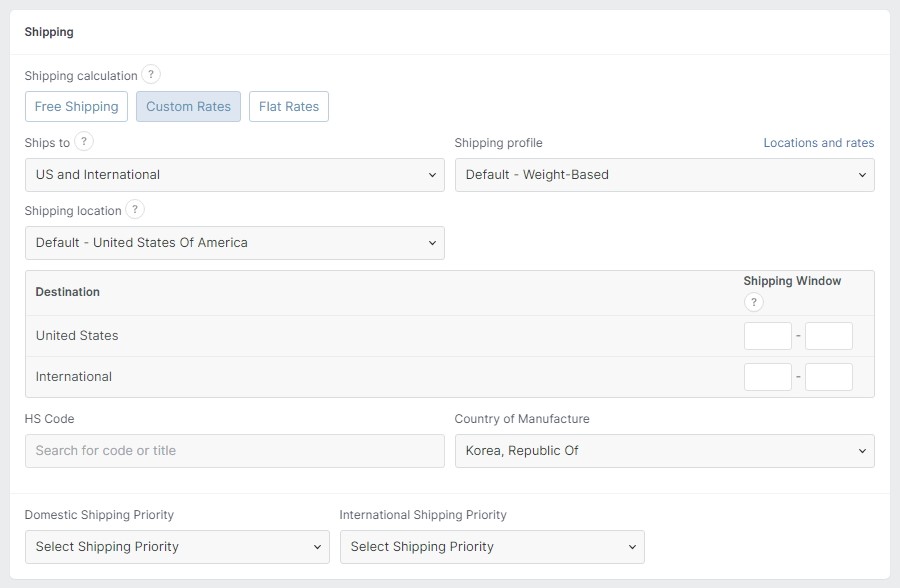 Shipping
Shipping calculation ?
Free Shipping Custom Rates Flat Rates
Ships to ? Shipping profile Locations and rates
US and International Default - Weight-Based
Shipping location ?
Default - United States Of America
Destination Shipping Window ?
United States -
International -
HS Code Country of Manufacture
Search for code or title Korea, Republic Of
Domestic Shipping Priority International Shipping Priority
Select Shipping Priority Select Shipping Priority